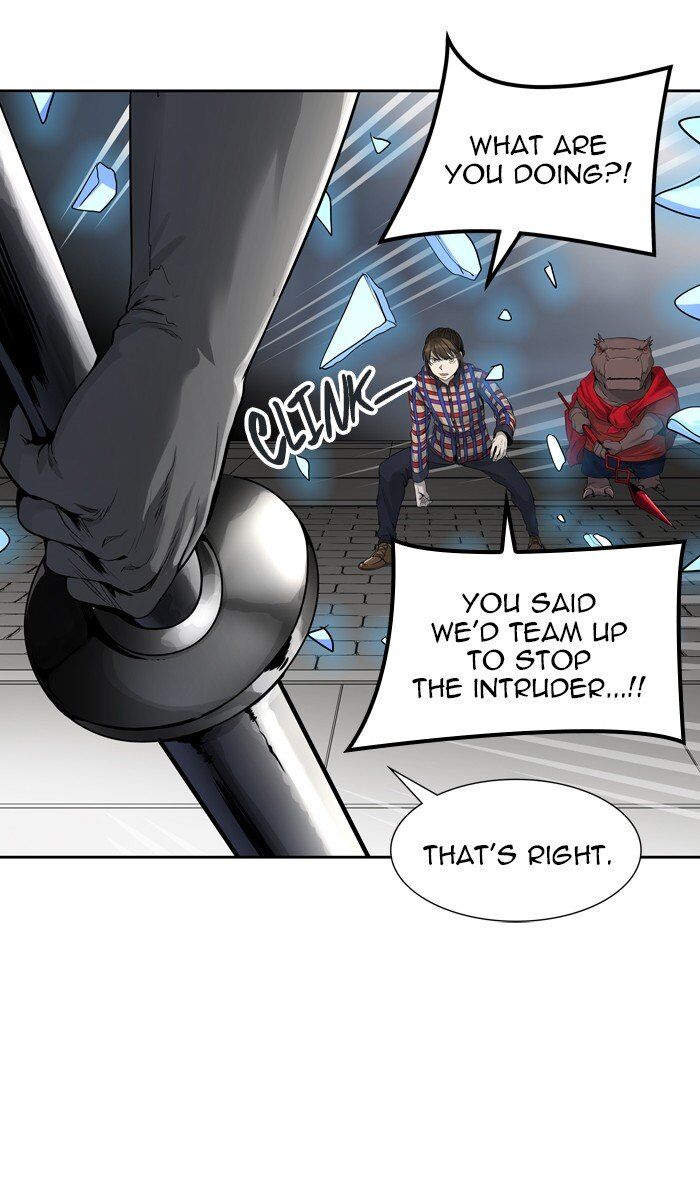 WHAT ARE
YOU DOING?!
CLINK—
YOU SAID
WE'D TEAM UP
TO STOP
THE INTRUDER...!!
THAT'S RIGHT.